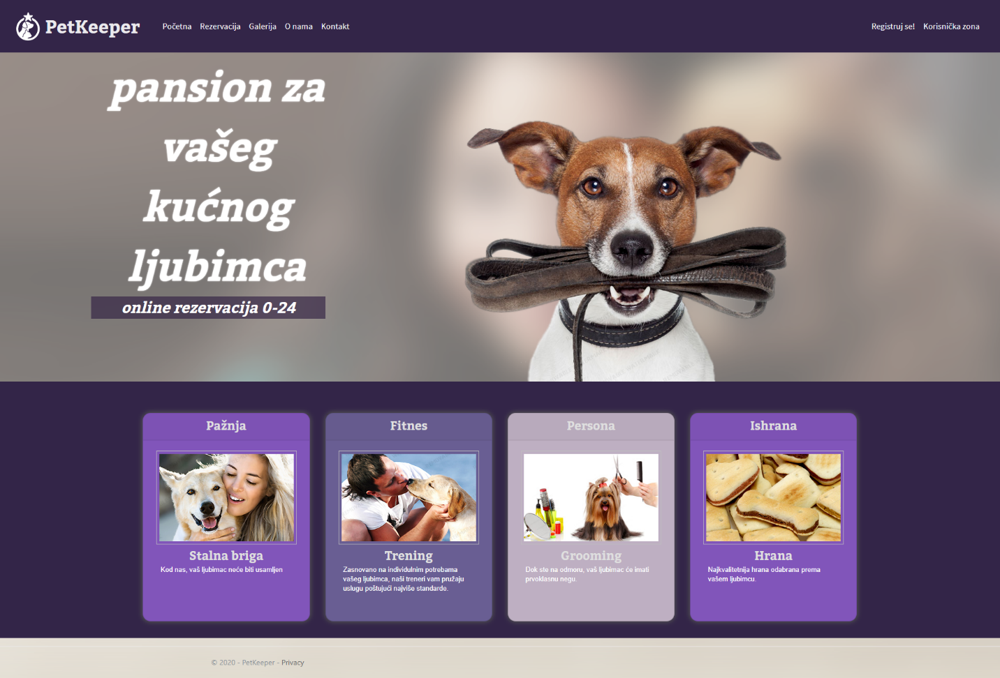 PetKeeper
Početna Rezervacija Galerija O nama Kontakt
Registruj se! Korisnička zona
pansion za
vašeg
kućnog
ljubimca
online rezervacija 0-24
Pažnja
Stalna briga
Kod nas, vaš ljubimac neće biti usamljen
Fitnes
Trening
Zasnovano na individulnim potrebama
vašeg ljubimca, naši treneri vam pružaju
uslugu poštujući najviše standarde.
Persona
Grooming
Dok ste na odmoru, vaš ljubimac će imati
prvoklasnu negu.
Ishrana
Hrana
Najkvalitetnija hrana odabrana prema
vašem ljubimcu.
© 2020 - PetKeeper - Privacy